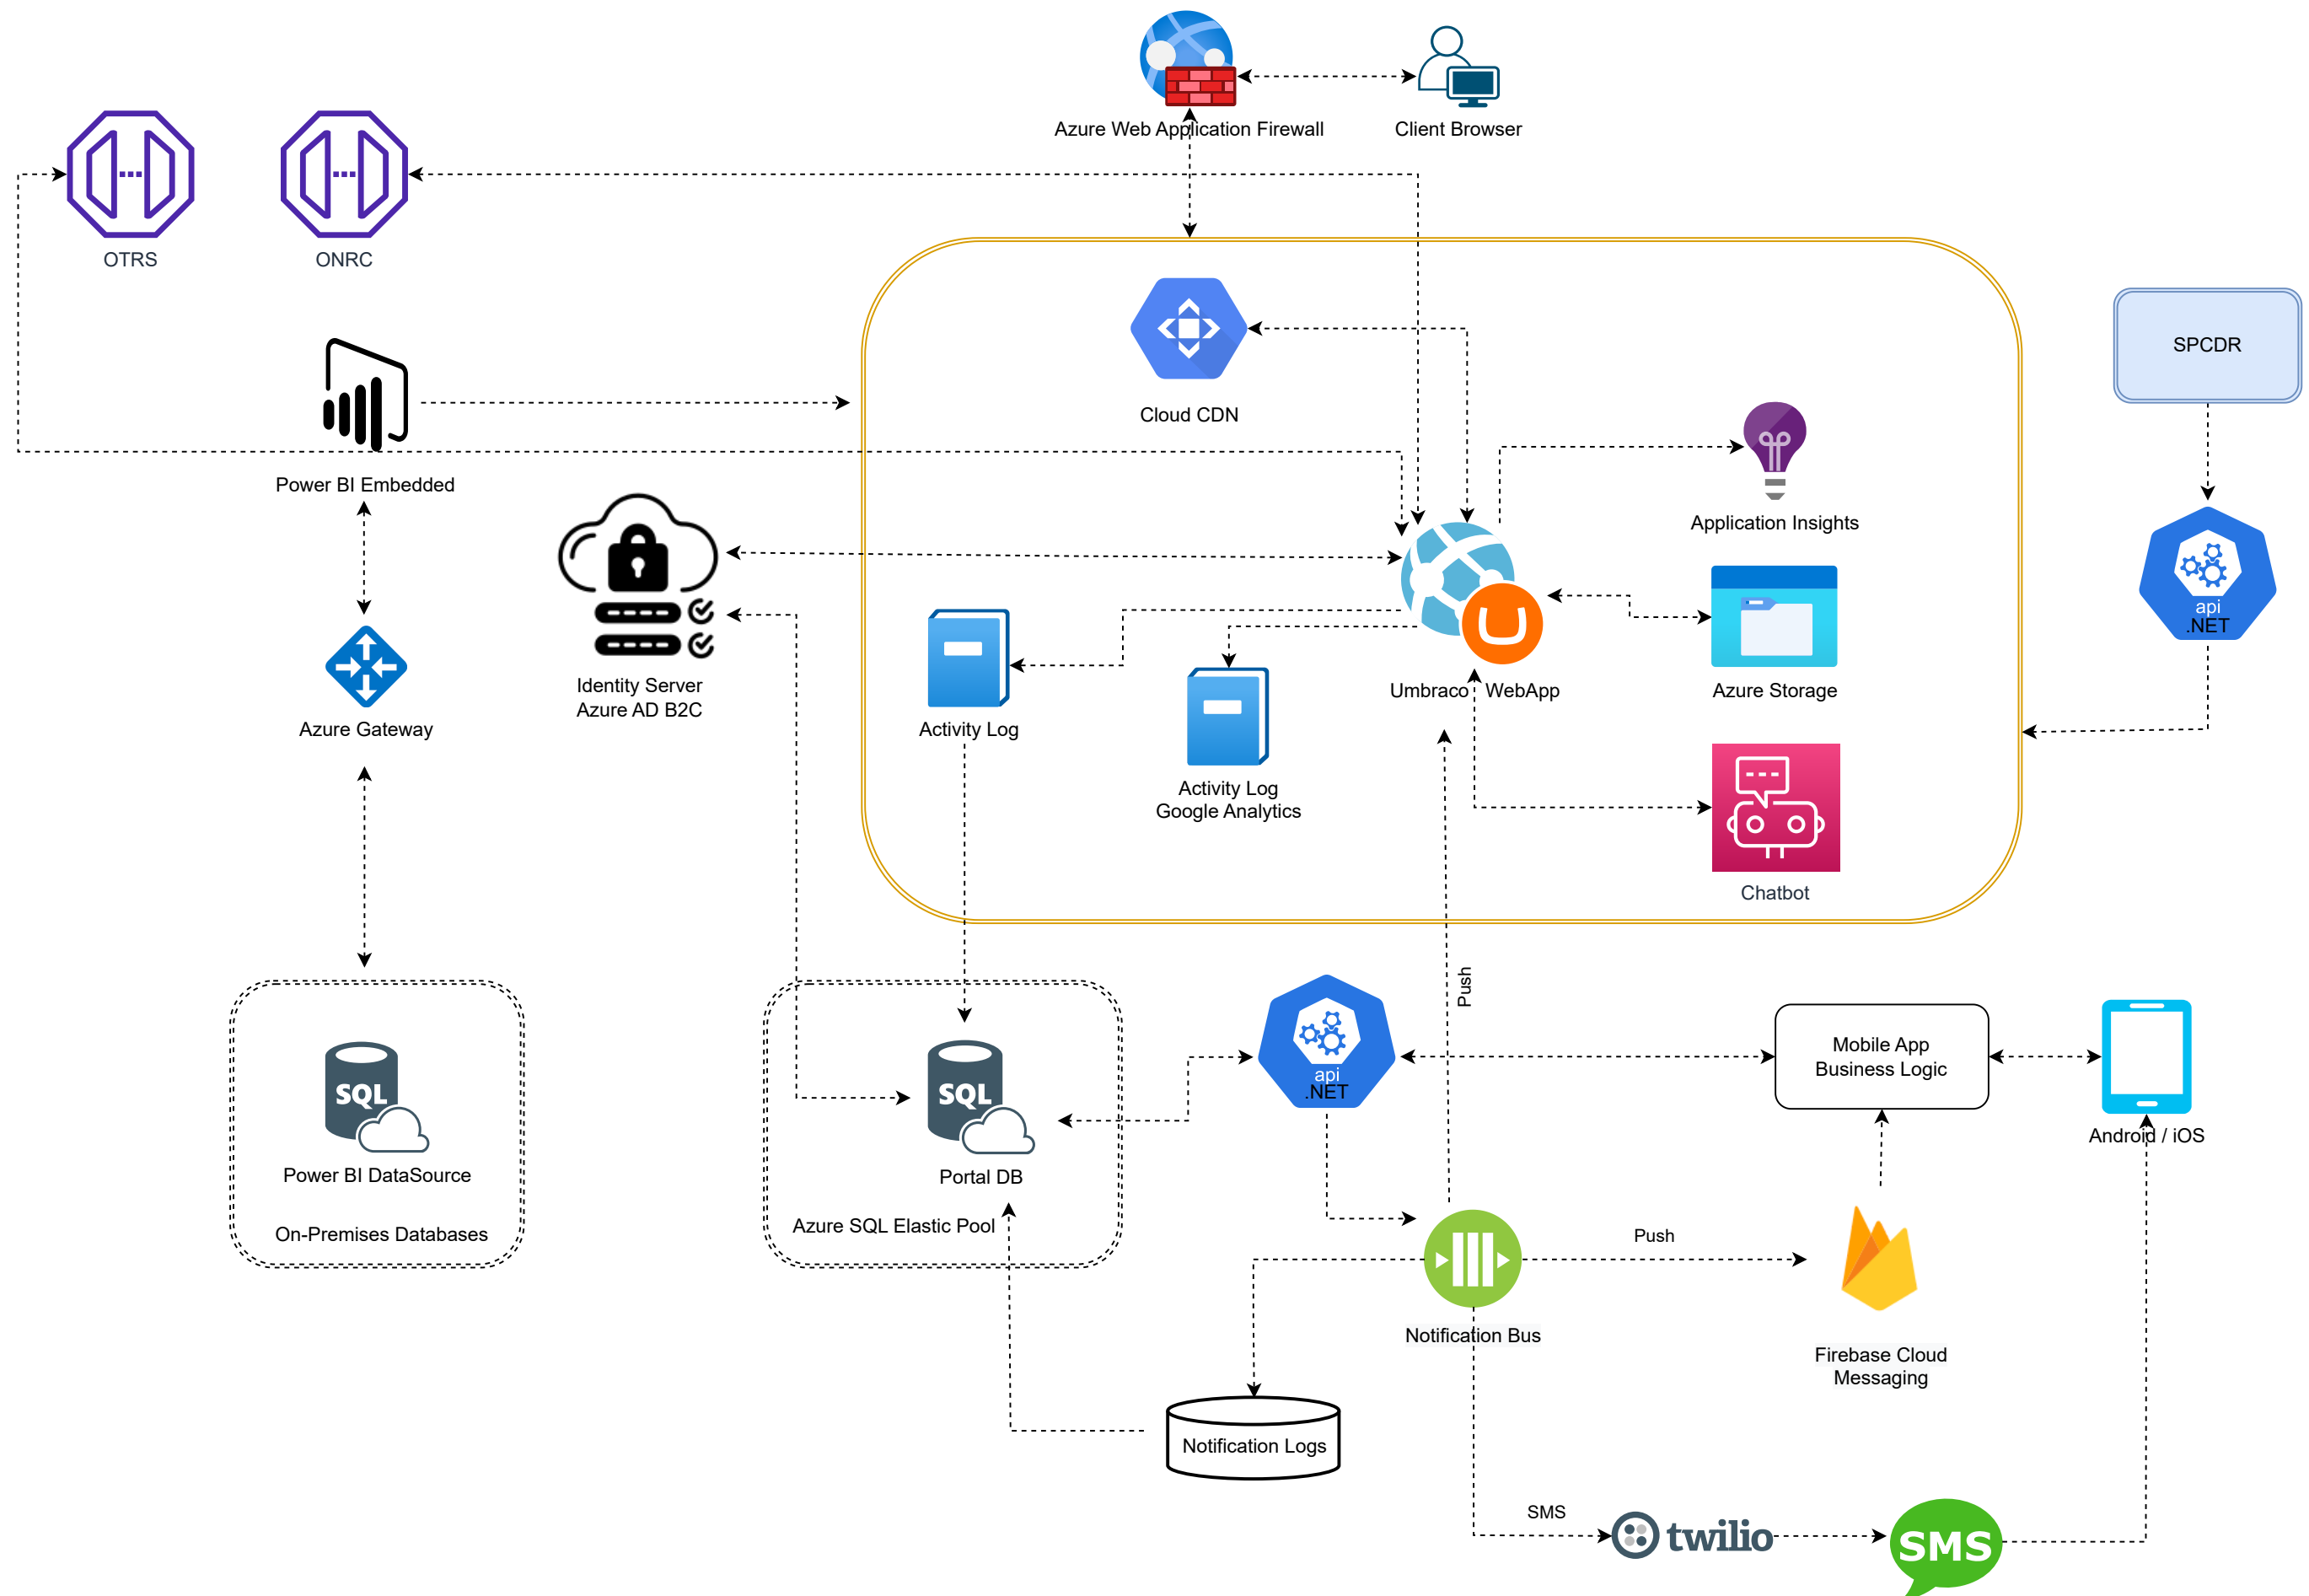 Azure Web Application Firewall
Client Browser
OTRS
ONRC
Cloud CDN
SPCDR
Power BI Embedded
Application Insights
api
.NET
Identity Server
Azure AD B2C
Azure Gateway
Activity Log
Umbraco WebApp
Azure Storage
Activity Log
Google Analytics
Chatbot
Push
SQL
Power BI DataSource
On-Premises Databases
SQL
Portal DB
Azure SQL Elastic Pool
api
.NET
Mobile App
Business Logic
Android / iOS
Push
Notification Bus
Firebase Cloud
Messaging
Notification Logs
SMS
twilio
SMS